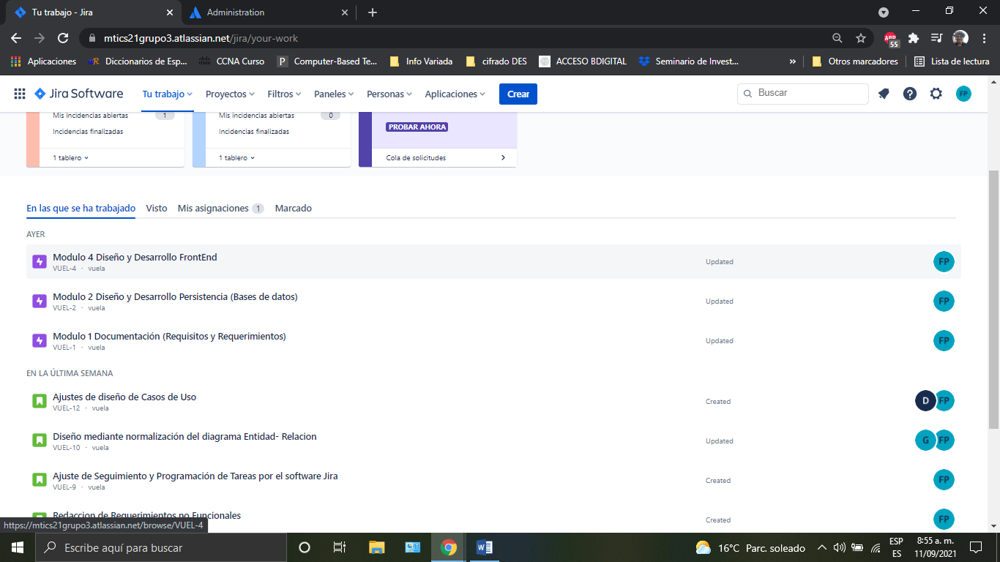 Tu trabajo - Jira
Administration
mtics21grupo3.atlassian.net/jira/your-work
ABP
55
Aplicaciones
Diccionarios de Esp...
CCNA Curso
Computer-Based Te...
Info Variada
cifrado DES
ACCESO BDIGITAL
Seminario de Invest...
»
Otros marcadores
Lista de lectura
Jira Software
Tu trabajo
Proyectos
Filtros
Paneles
Personas
Aplicaciones
Crear
Buscar
FP
Mis incidencias abiertas 1
Incidencias finalizadas
1 tablero
Mis incidencias abiertas 0
Incidencias finalizadas
1 tablero
PROBAR AHORA
Cola de solicitudes
En las que se ha trabajado
Visto
Mis asignaciones 1
Marcado
AYER
Modulo 4 Diseño y Desarrollo FrontEnd
VUEL-4 · vuela
Updated
FP
Modulo 2 Diseño y Desarrollo Persistencia (Bases de datos)
VUEL-2 · vuela
Updated
FP
Modulo 1 Documentación (Requisitos y Requerimientos)
VUEL-1 · vuela
Updated
FP
EN LA ÚLTIMA SEMANA
Ajustes de diseño de Casos de Uso
VUEL-12 · vuela
Created
D FP
Diseño mediante normalización del diagrama Entidad- Relacion
VUEL-10 · vuela
Updated
G FP
Ajuste de Seguimiento y Programación de Tareas por el software Jira
VUEL-9 · vuela
Created
FP
Redaccion de Requerimientos no Funcionales
Created
FP
https://mtics21grupo3.atlassian.net/browse/VUEL-4
Escribe aquí para buscar
16°C Parc. soleado
ESP
ES
8:55 a. m.
11/09/2021